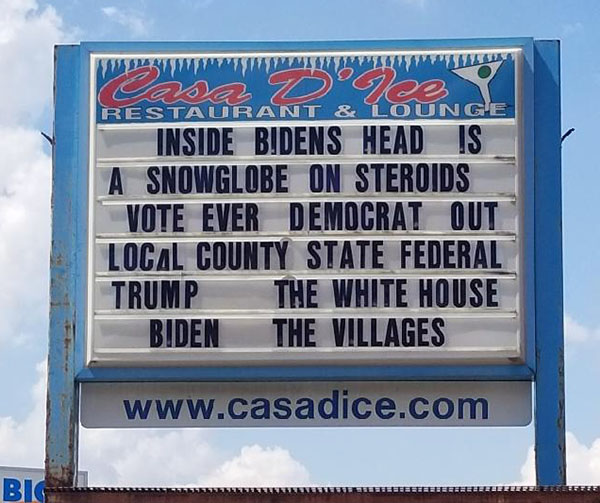 Casa D'Ice
RESTAURANT & LOUNGE
INSIDE BIDENS HEAD IS
A SNOWGLOBE ON STEROIDS
VOTE EVER DEMOCRAT OUT
LOCAL COUNTY STATE FEDERAL
TRUMP THE WHITE HOUSE
BIDEN THE VILLAGES
www.casadice.com